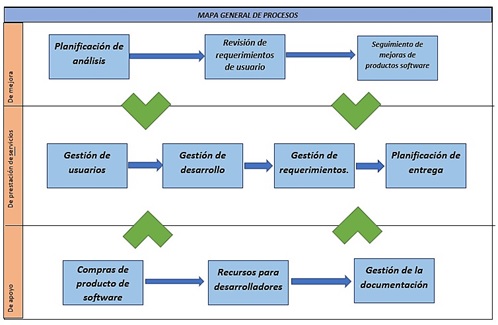 MAPA GENERAL DE PROCESOS
De mejora
Planificación de
análisis
Revisión de
requerimientos
de usuario
Seguimiento de
mejoras de
productos software
De prestación de servicios
Gestión de
usuarios
Gestión de
desarrollo
Gestión de
requerimientos.
Planificación de
entrega
De apoyo
Compras de
producto de
software
Recursos para
desarrolladores
Gestión de la
documentación